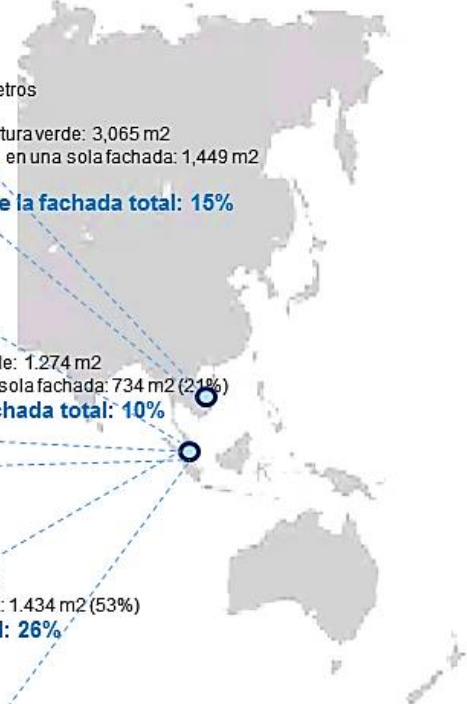 etros
tura verde: 3,065 m2
en una sola fachada: 1,449 m2
e la fachada total: 15%
de: 1.274 m2
sola fachada: 734 m2 (21%)
chada total: 10%
: 1.434 m2 (53%)
l: 26%